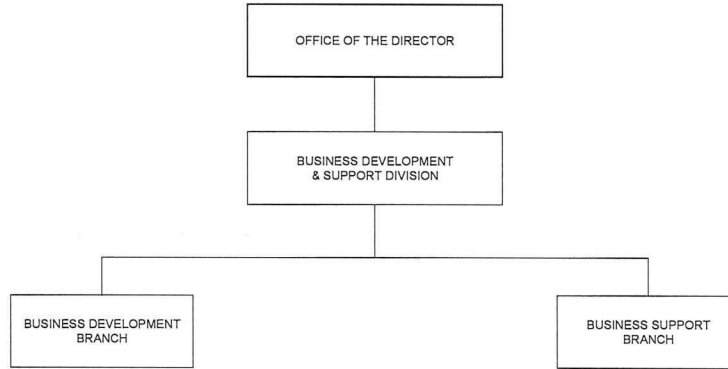 OFFICE OF THE DIRECTOR
BUSINESS DEVELOPMENT
& SUPPORT DIVISION
BUSINESS DEVELOPMENT
BRANCH
BUSINESS SUPPORT
BRANCH